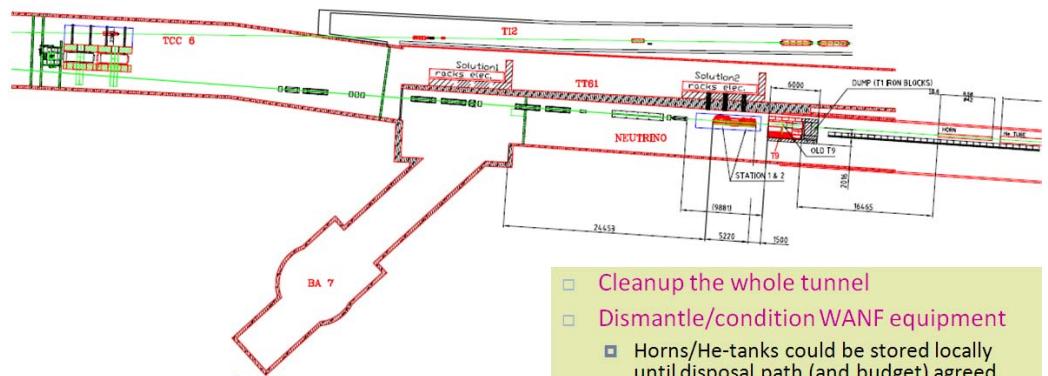 TCC 6
TI2
Solution1
racks elec.
TT61
Solution2
racks elec.
6000
DUMP (T1 IRON BLOCKS)
HORN
He TUBE
NEUTRINO
T9
OLD T9
STATION 1 & 2
2016
(9881)
16465
24453
5220
1500
BA 7
Cleanup the whole tunnel
Dismantle/condition WANF equipment
Horns/He-tanks could be stored locally
until disposal path (and budget) agreed